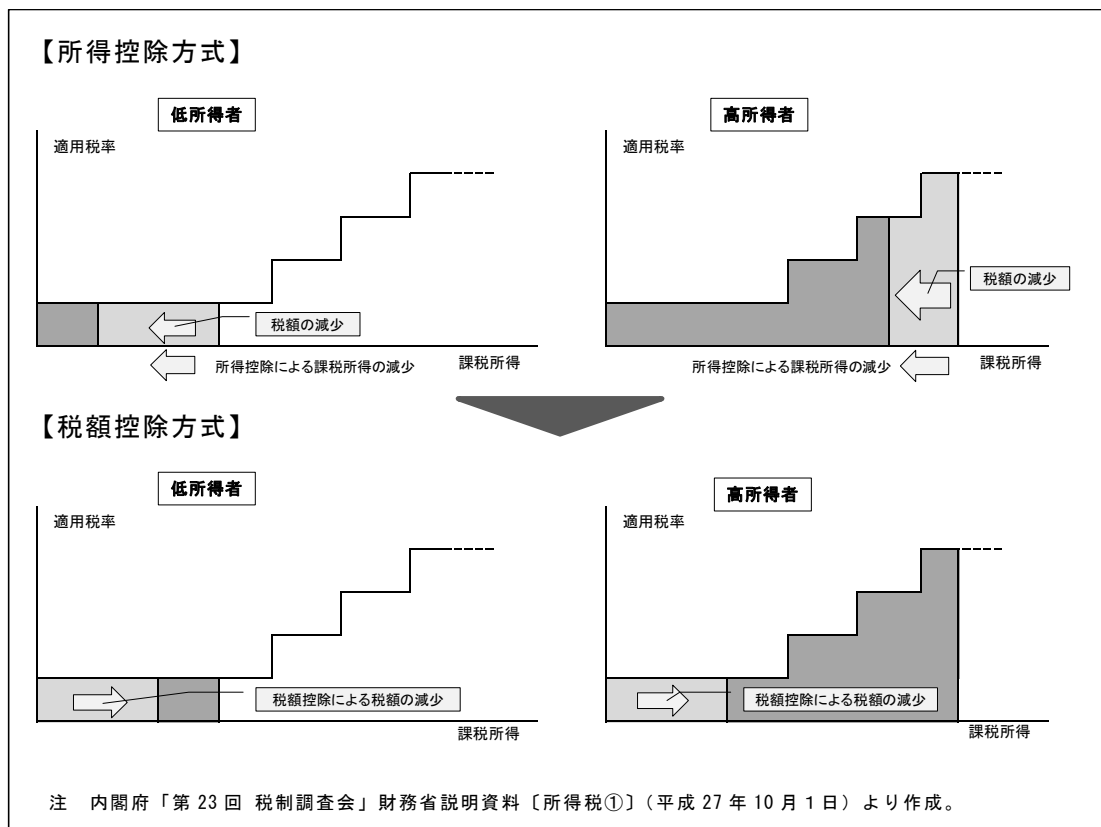 【所得控除方式】
低所得者
適用税率
税額の減少
所得控除による課税所得の減少
課税所得
高所得者
適用税率
税額の減少
所得控除による課税所得の減少
課税所得
【税額控除方式】
低所得者
適用税率
税額控除による税額の減少
課税所得
高所得者
適用税率
税額控除による税額の減少
課税所得
注 内閣府「第23回 税制調査会」財務省説明資料〔所得税①〕(平成27年10月1日)より作成。